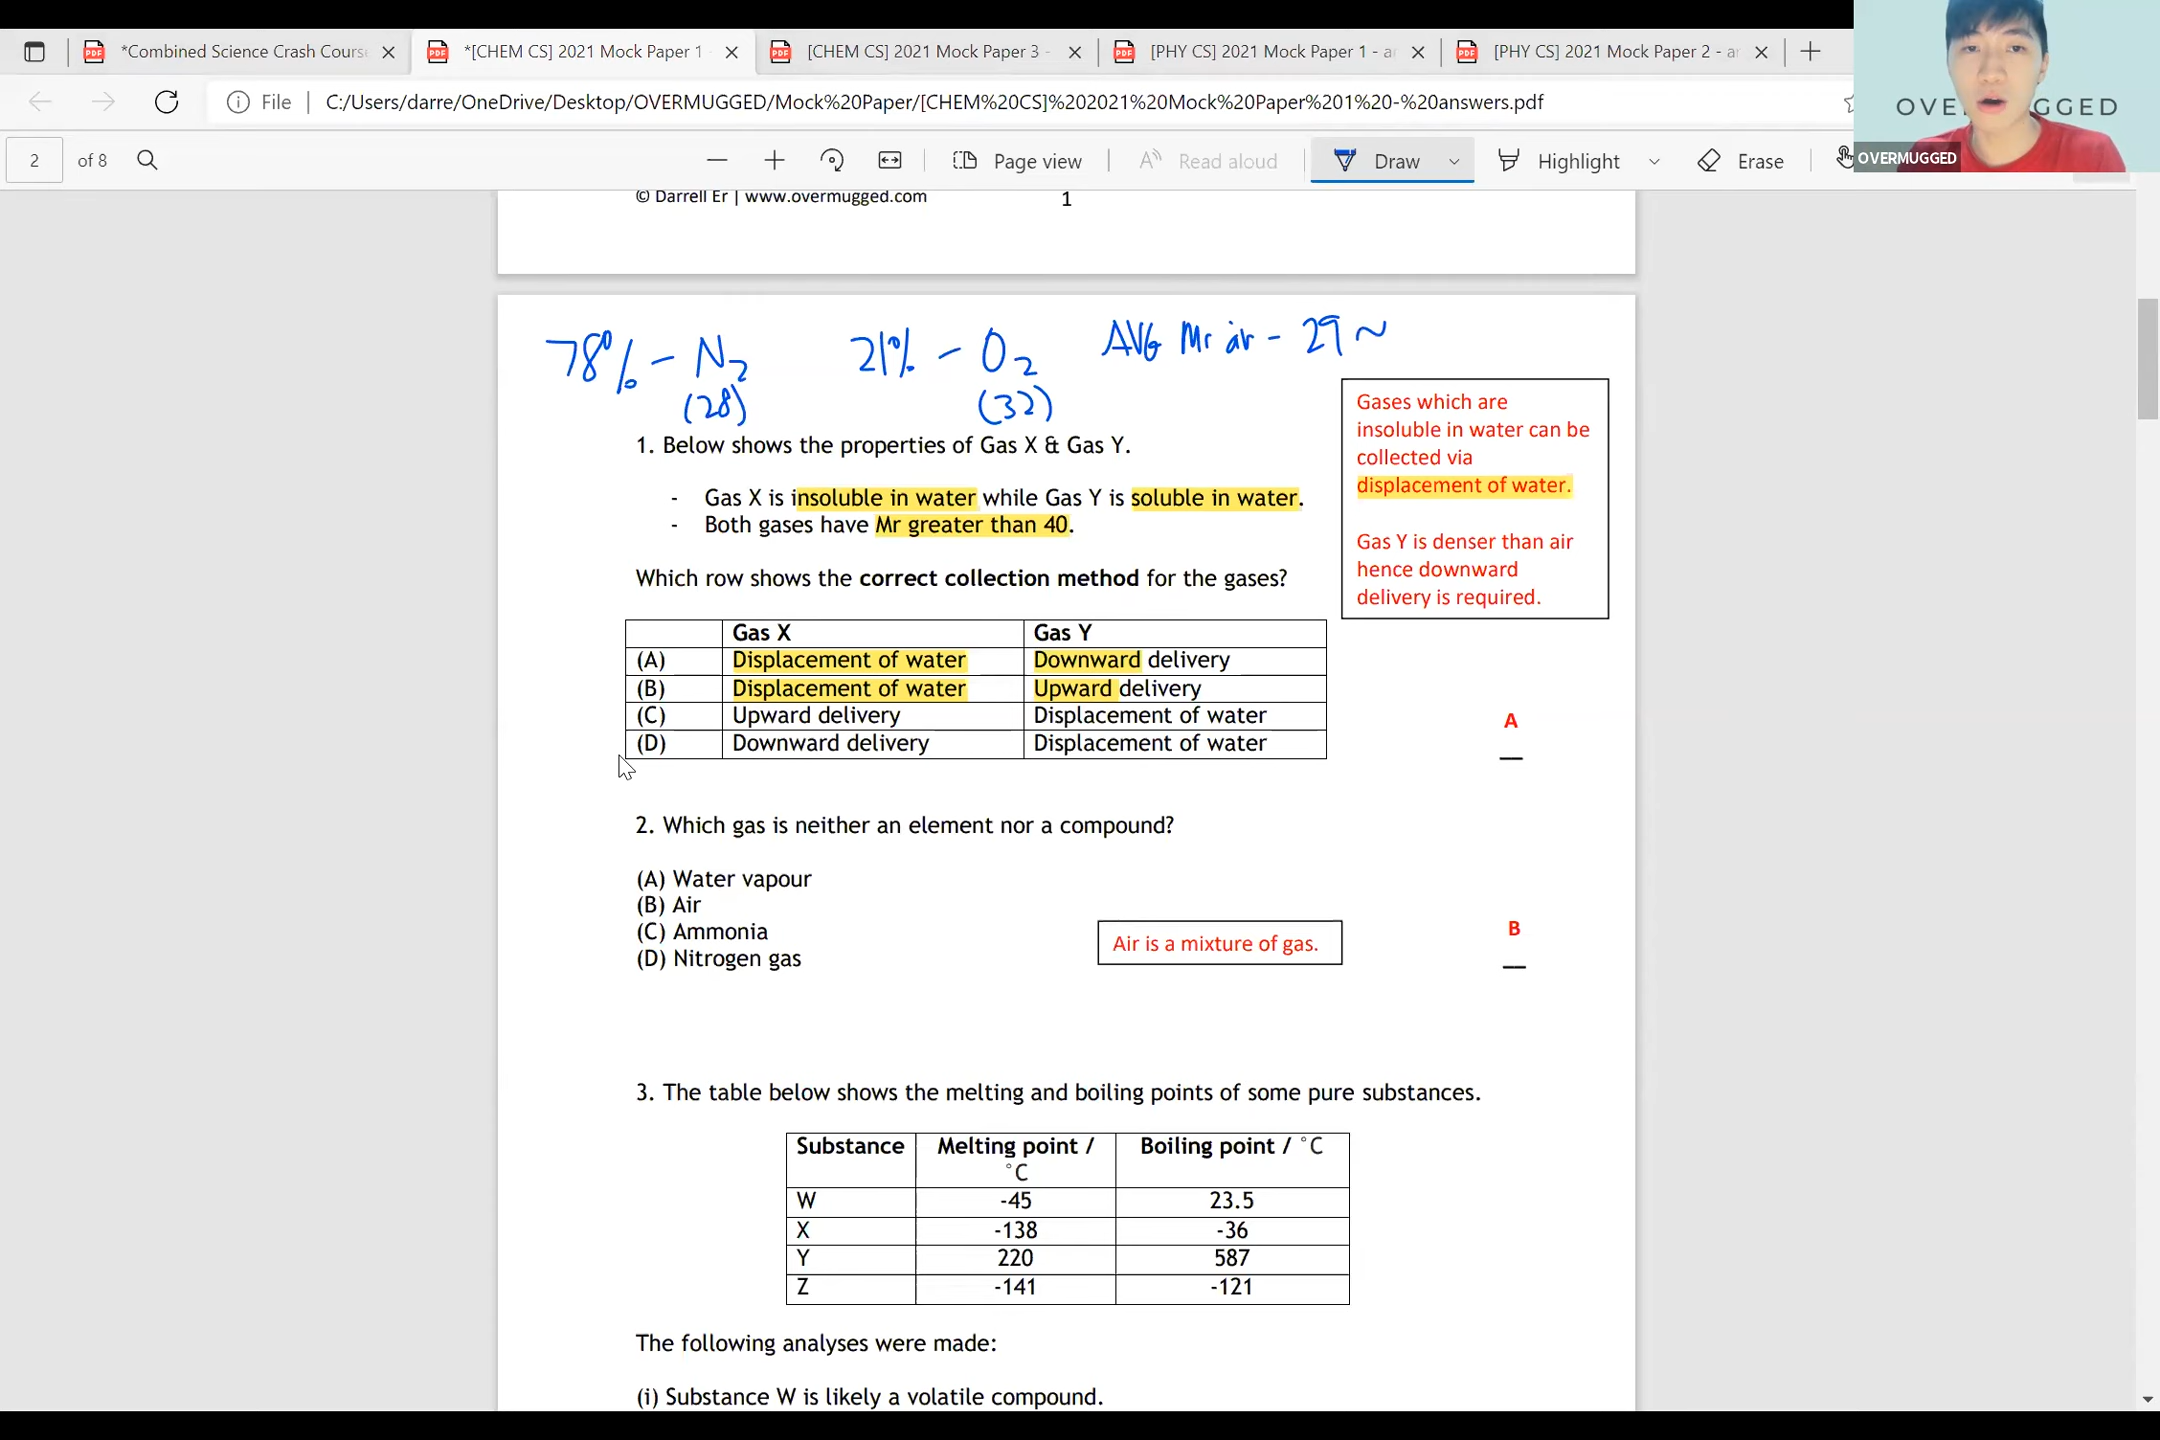 *Combined Science Crash Cours
*[CHEM CS] 2021 Mock Paper 1
[CHEM CS] 2021 Mock Paper 3 -
[PHY CS] 2021 Mock Paper 1 - a
[PHY CS] 2021 Mock Paper 2 - a
File
C:/Users/darre/OneDrive/Desktop/OVERMUGGED/Mock%20Paper/[CHEM%20CS]%202021%20Mock%20Paper%201%20-%20answers.pdf
2 of 8
Page view
Read aloud
Draw
Highlight
Erase
OVERMUGGED
© Darrell Er | www.overmugged.com 1
78% - N2 21% - O2 AVG Mr air - 29 ~
(28) (32)
Gases which are
insoluble in water can be
collected via
displacement of water.
Gas Y is denser than air
hence downward
delivery is required.
1. Below shows the properties of Gas X & Gas Y.
- Gas X is insoluble in water while Gas Y is soluble in water.
- Both gases have Mr greater than 40.
Which row shows the correct collection method for the gases?
Gas X Gas Y
(A) Displacement of water Downward delivery
(B) Displacement of water Upward delivery
(C) Upward delivery Displacement of water
(D) Downward delivery Displacement of water
A
2. Which gas is neither an element nor a compound?
(A) Water vapour
(B) Air
(C) Ammonia
(D) Nitrogen gas
Air is a mixture of gas.
B
3. The table below shows the melting and boiling points of some pure substances.
Substance Melting point / °C Boiling point / °C
W -45 23.5
X -138 -36
Y 220 587
Z -141 -121
The following analyses were made:
(i) Substance W is likely a volatile compound.